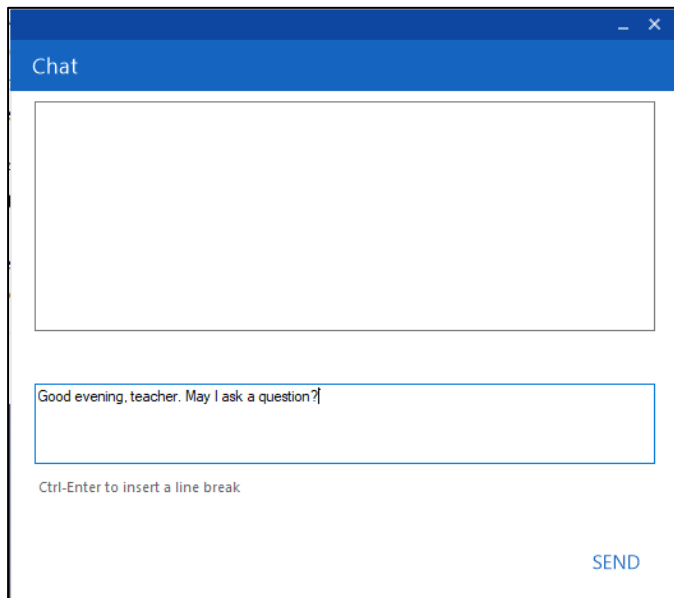 Chat
Good evening, teacher. May I ask a question?
Ctrl-Enter to insert a line break
SEND